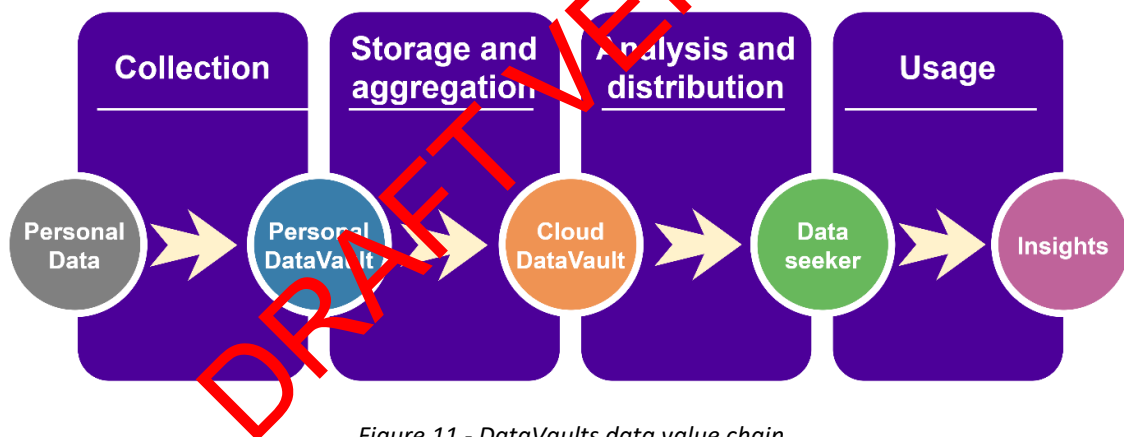 Collection
Storage and
aggregation
Analysis and
distribution
Usage
Personal
Data
Personal
DataVault
Cloud
DataVault
Data
seeker
Insights
DRAFT VE
Figure 11 - DataVaults data value chain